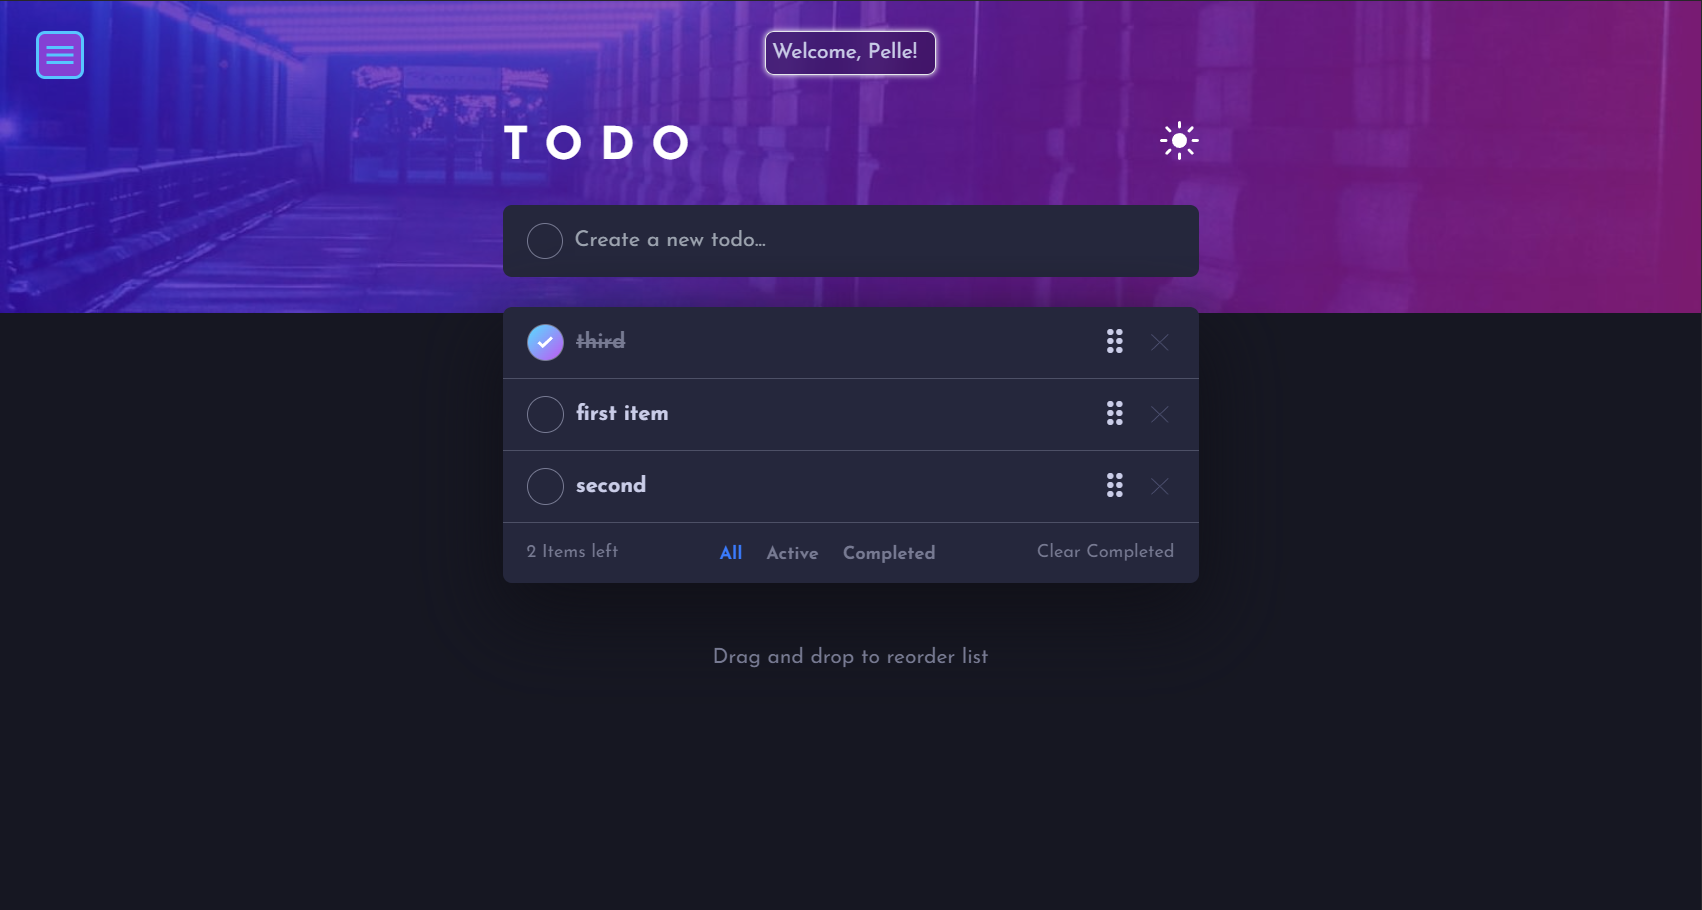 Welcome, Pelle!
TODO
Create a new todo...
third
first item
second
2 Items left
All Active Completed
Clear Completed
Drag and drop to reorder list